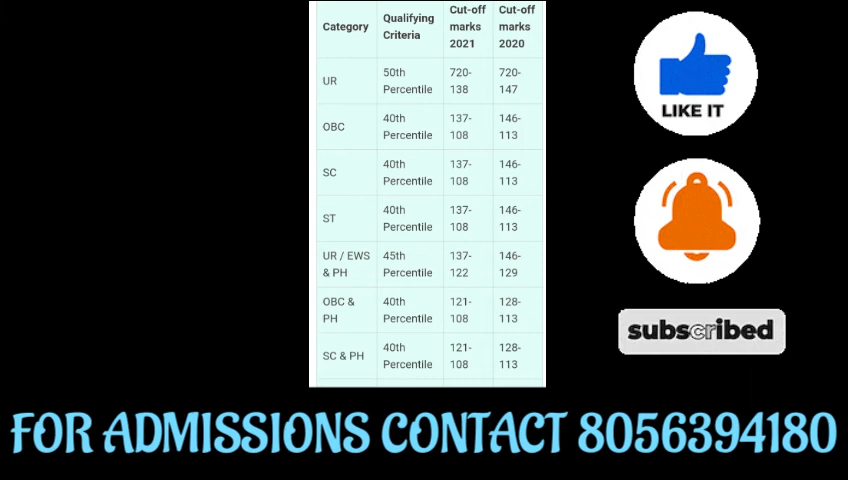 Category Qualifying Criteria Cut-off marks 2021 Cut-off marks 2020
UR 50th Percentile 720-138 720-147
OBC 40th Percentile 137-108 146-113
SC 40th Percentile 137-108 146-113
ST 40th Percentile 137-108 146-113
UR / EWS & PH 45th Percentile 137-122 146-129
OBC & PH 40th Percentile 121-108 128-113
SC & PH 40th Percentile 121-108 128-113
LIKE IT
subscribed
FOR ADMISSIONS CONTACT 8056394180